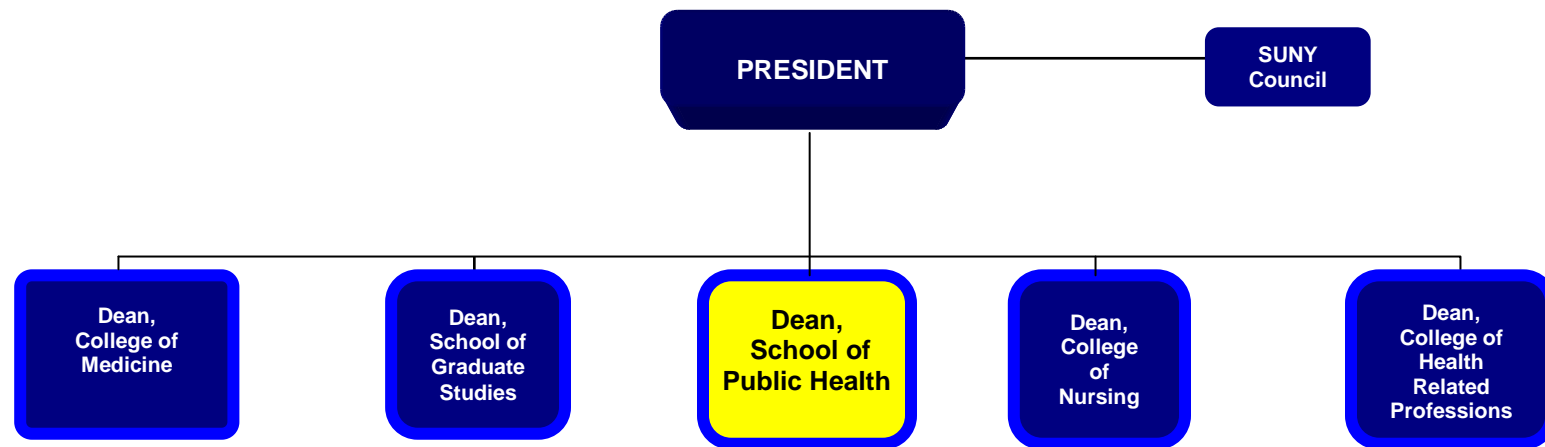 PRESIDENT
SUNY
Council
Dean,
College of
Medicine
Dean,
School of
Graduate
Studies
Dean,
School of
Public Health
Dean,
College
of
Nursing
Dean,
College of
Health
Related
Professions